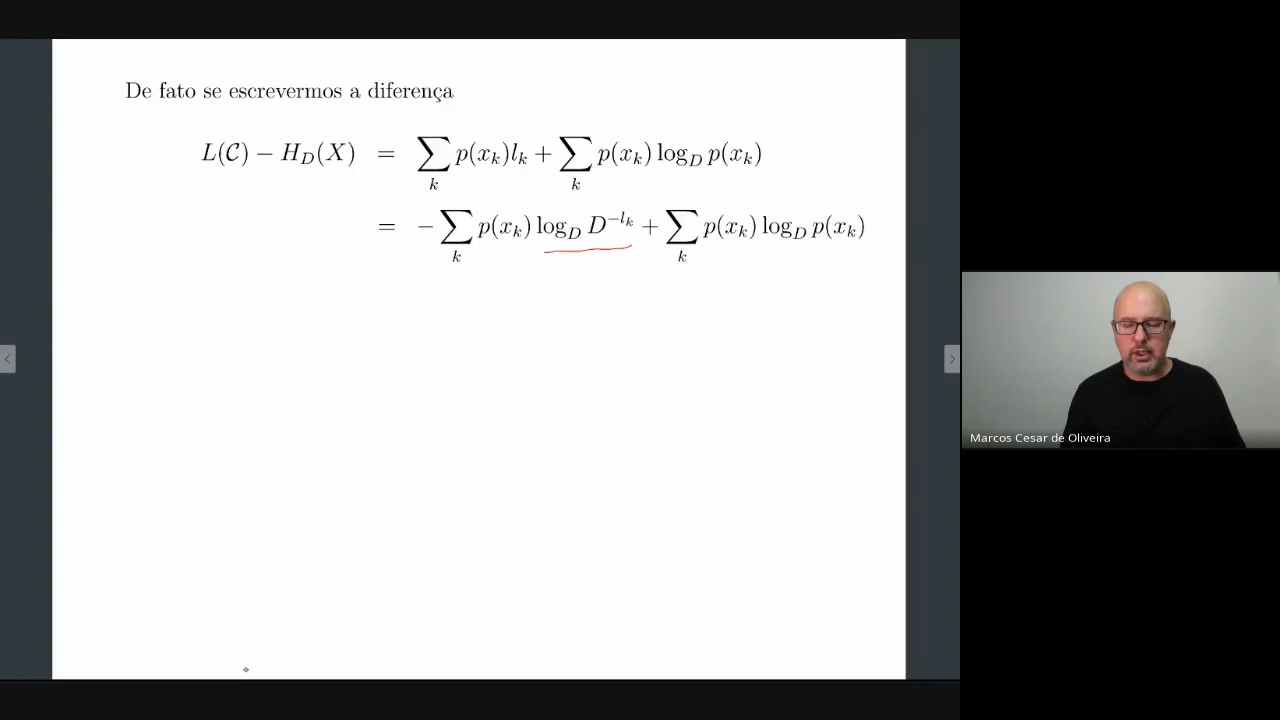 De fato se escrevermos a diferença
L(𝒞) − H_D(X) = ∑_k p(x_k)l_k + ∑_k p(x_k) log_D p(x_k)
= − ∑_k p(x_k) log_D D^{−l_k} + ∑_k p(x_k) log_D p(x_k)
Marcos Cesar de Oliveira